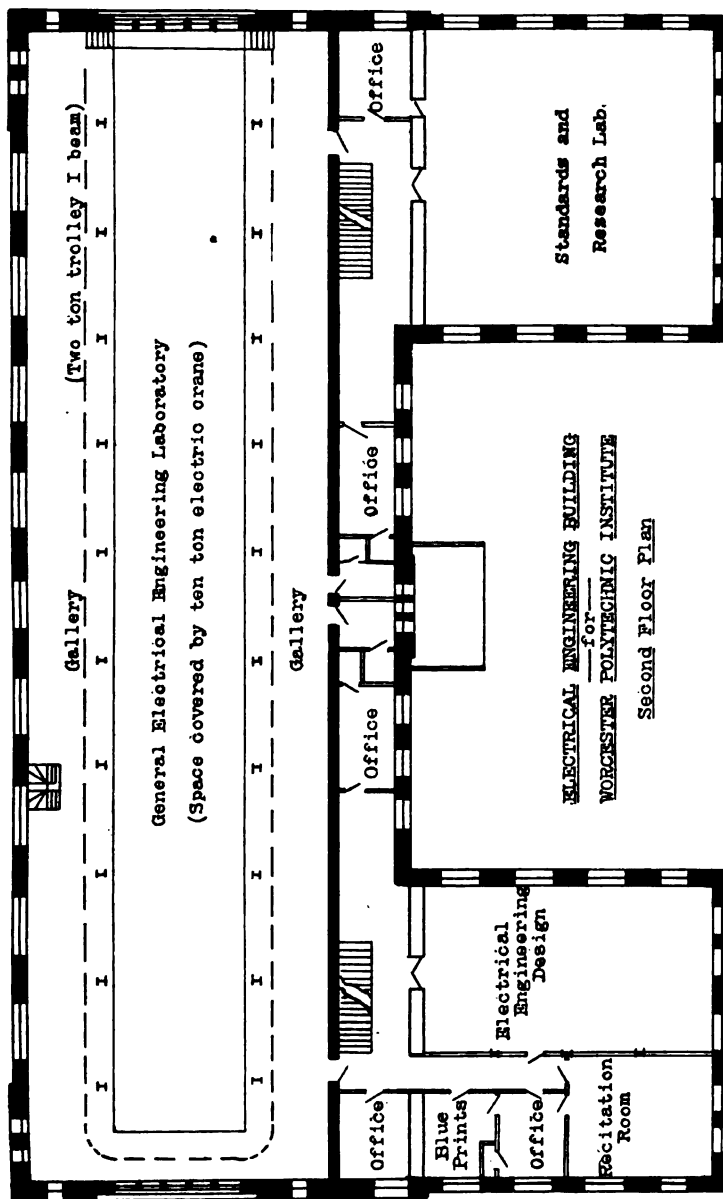 (Two ton trolley I beam)
Gallery
General Electrical Engineering Laboratory
(Space covered by ten ton electric crane)
Gallery
Office
Blue
Prints
Office
Recitation
Room
Electrical
Engineering
Design
Office
Office
Office
Standards and
Research Lab.
ELECTRICAL ENGINEERING BUILDING
—for—
WORCESTER POLYTECHNIC INSTITUTE
Second Floor Plan